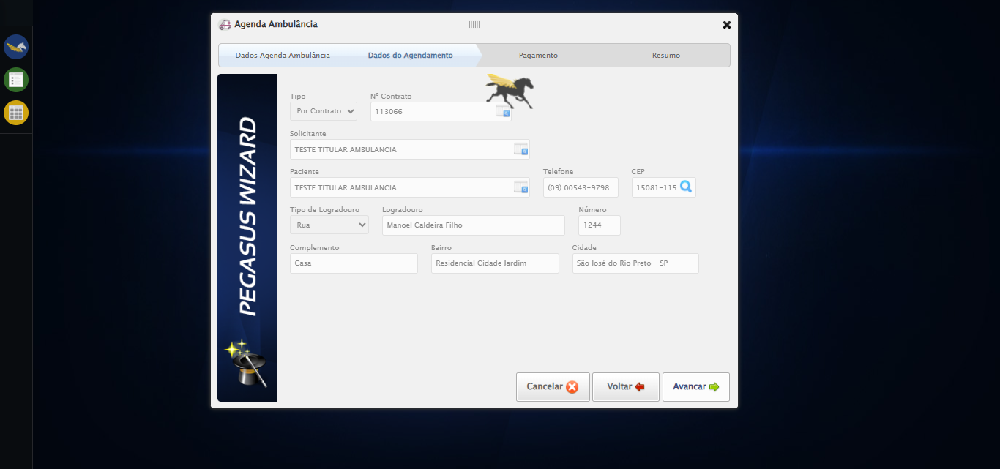 Agenda Ambulância
Dados Agenda Ambulância Dados do Agendamento Pagamento Resumo
PEGASUS WIZARD
Tipo Nº Contrato
Por Contrato 113066
Solicitante
TESTE TITULAR AMBULANCIA
Paciente Telefone CEP
TESTE TITULAR AMBULANCIA (09) 00543-9798 15081-115
Tipo de Logradouro Logradouro Número
Rua Manoel Caldeira Filho 1244
Complemento Bairro Cidade
Casa Residencial Cidade Jardim São José do Rio Preto - SP
Cancelar Voltar Avancar